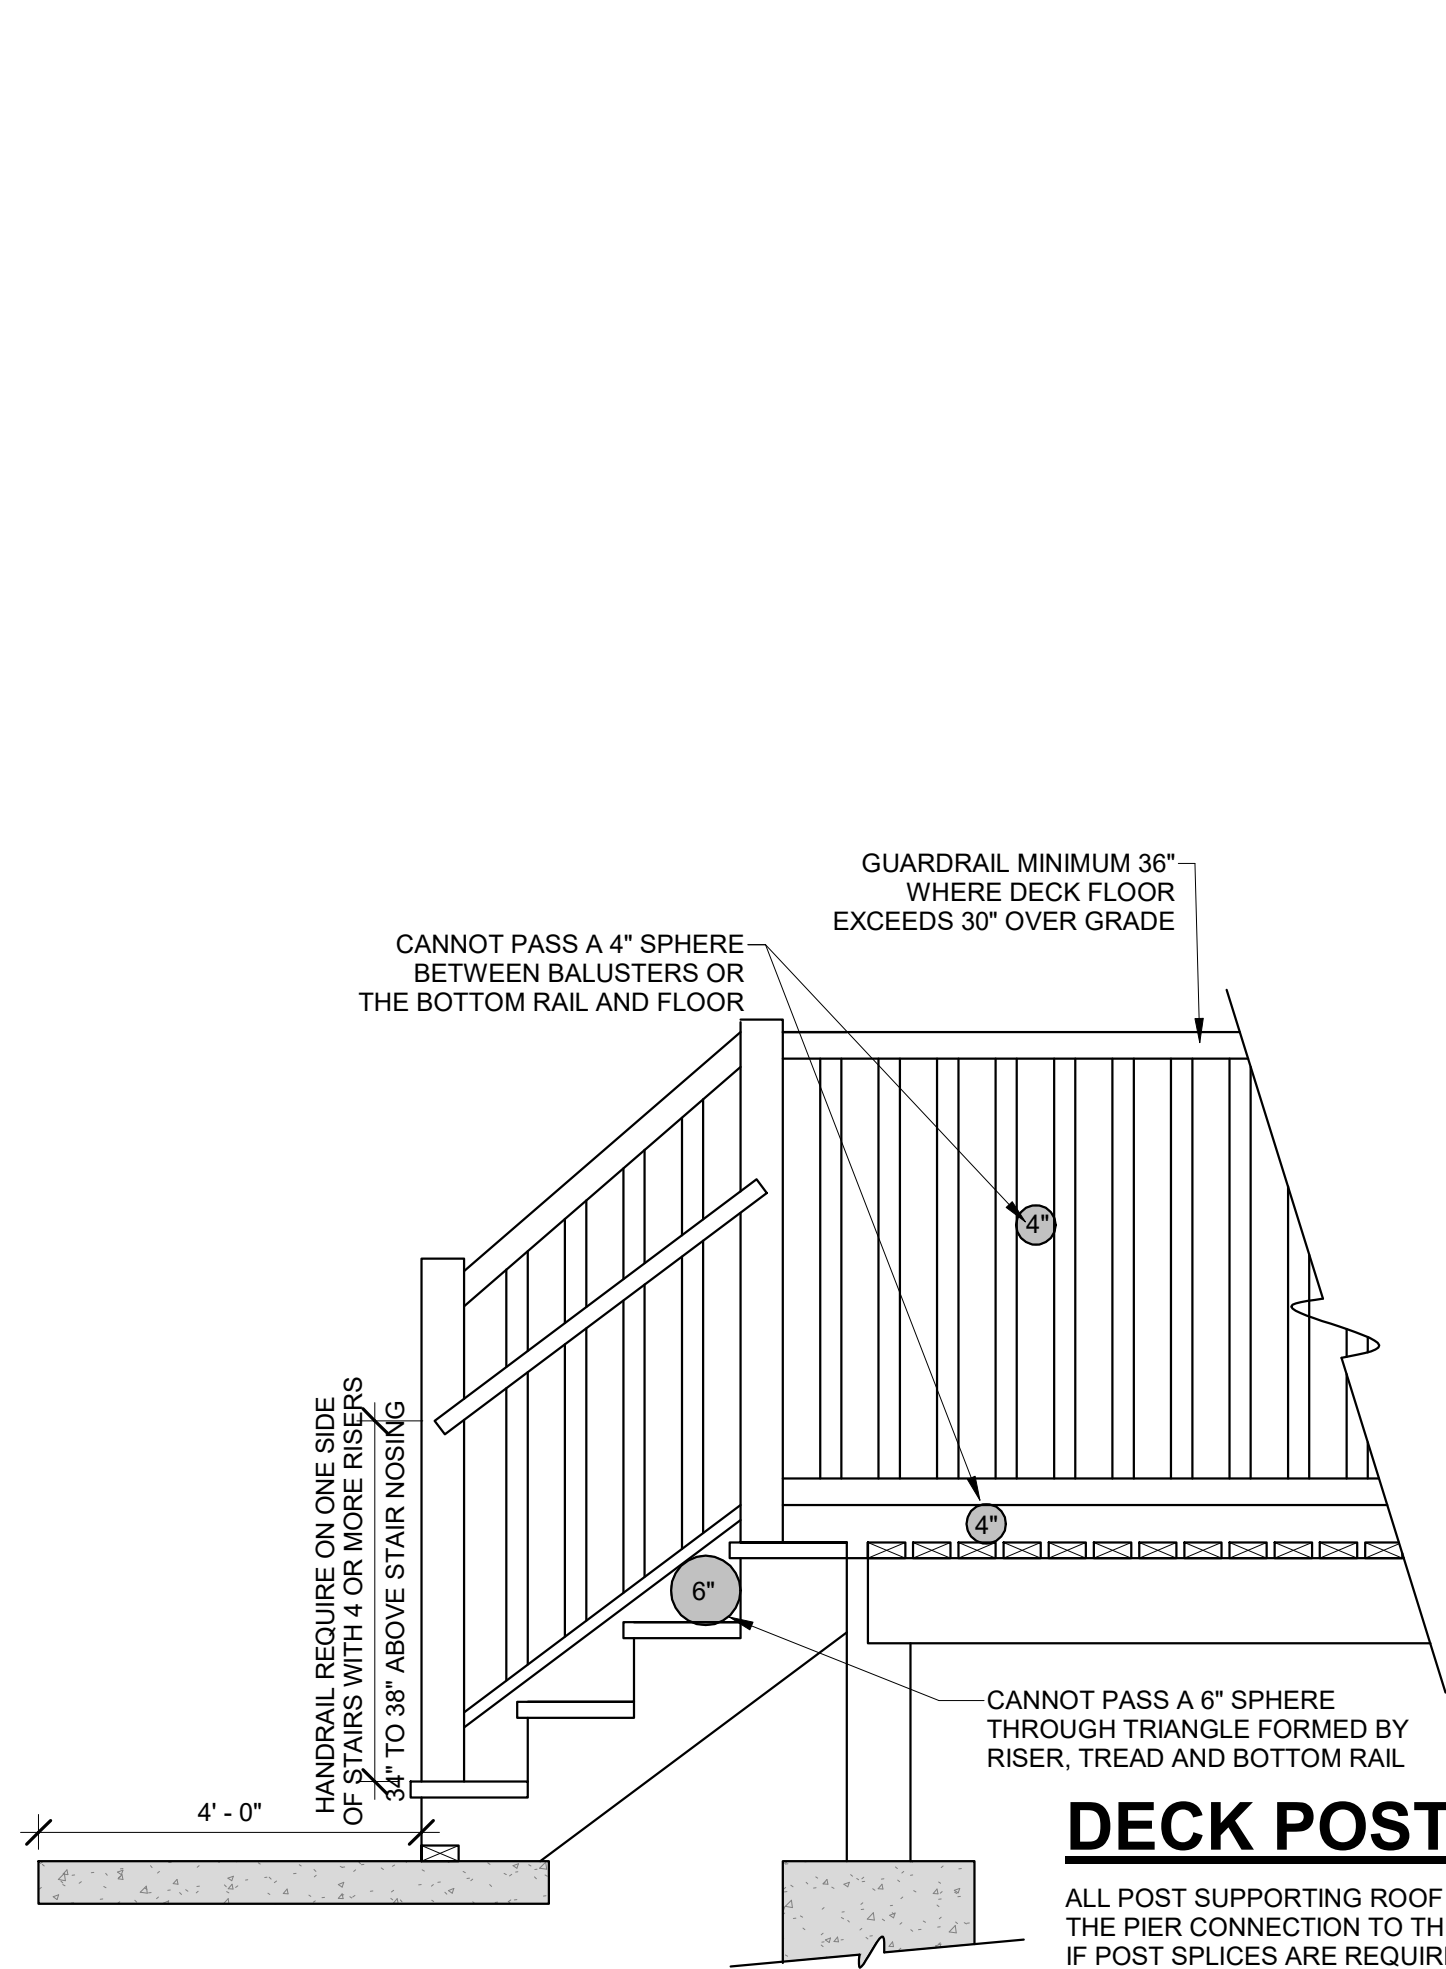 GUARDRAIL MINIMUM 36"
WHERE DECK FLOOR
EXCEEDS 30" OVER GRADE
CANNOT PASS A 4" SPHERE
BETWEEN BALUSTERS OR
THE BOTTOM RAIL AND FLOOR
4"
4"
6"
HANDRAIL REQUIRE ON ONE SIDE
OF STAIRS WITH 4 OR MORE RISERS
34" TO 38" ABOVE STAIR NOSING
CANNOT PASS A 6" SPHERE
THROUGH TRIANGLE FORMED BY
RISER, TREAD AND BOTTOM RAIL
4' - 0"
DECK POST
ALL POST SUPPORTING ROOF
THE PIER CONNECTION TO
IF POST SPLICES ARE